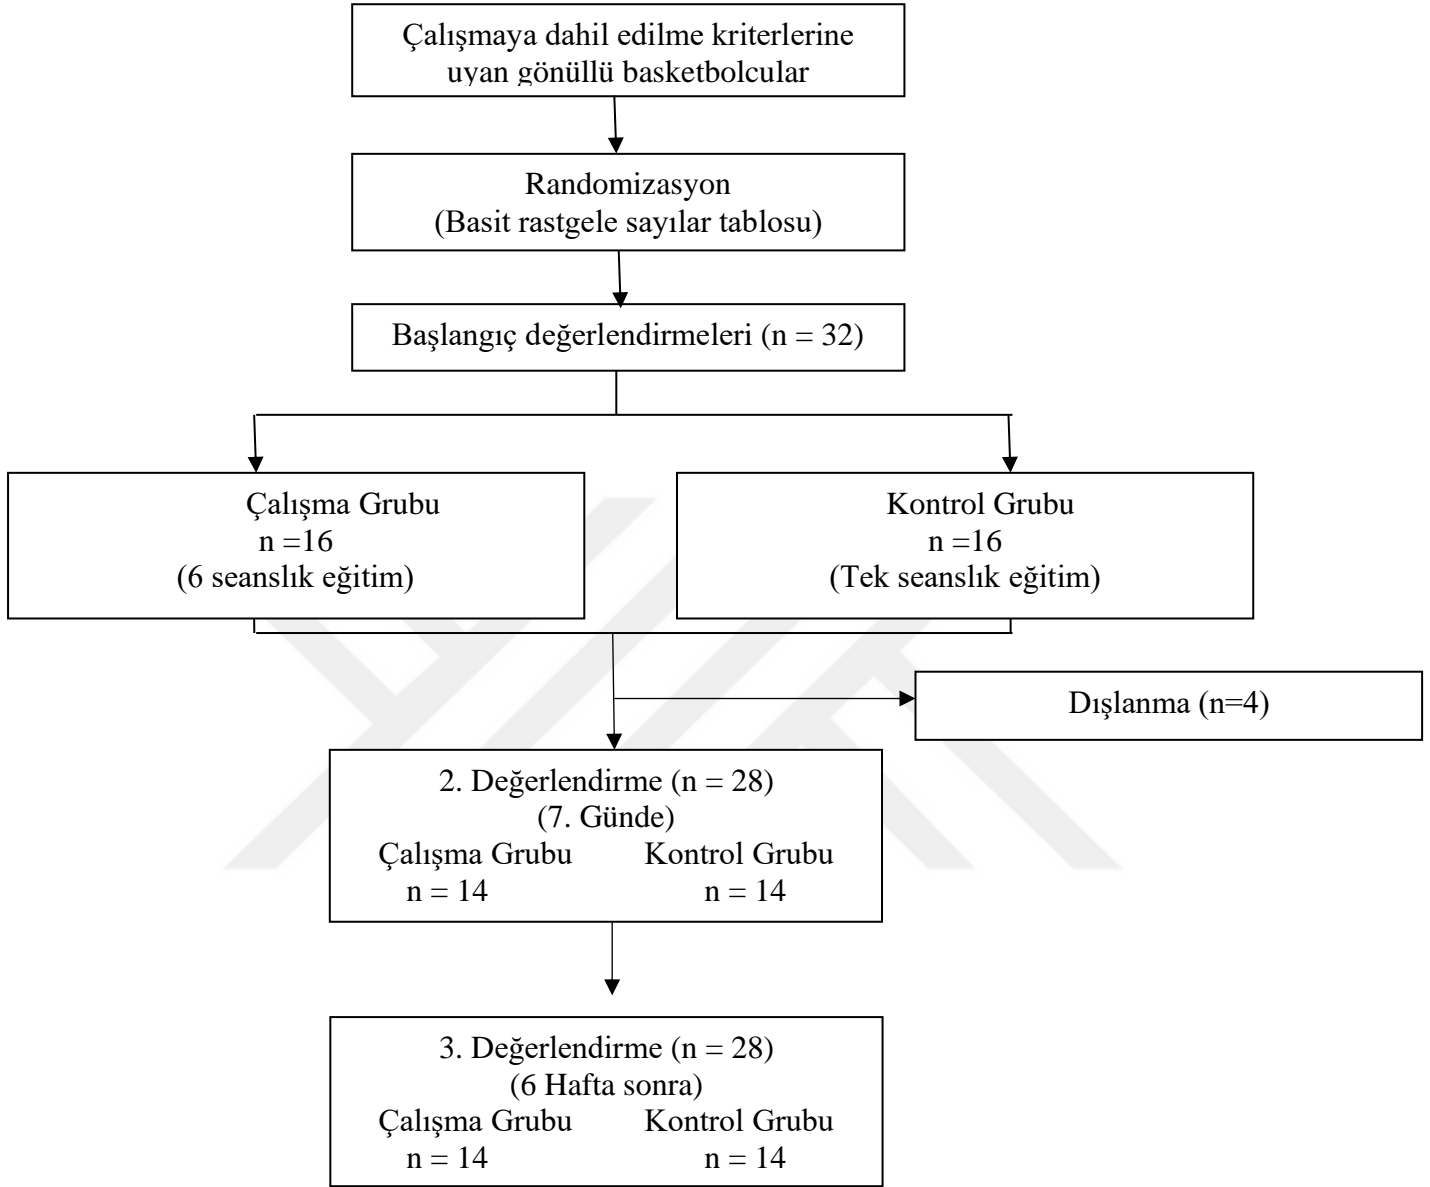 Çalışmaya dahil edilme kriterlerine
uyan gönüllü basketbolcular
Randomizasyon
(Basit rastgele sayılar tablosu)
Başlangıç değerlendirmeleri (n = 32)
Çalışma Grubu
n =16
(6 seanslık eğitim)
Kontrol Grubu
n =16
(Tek seanslık eğitim)
Dışlanma (n=4)
2. Değerlendirme (n = 28)
(7. Günde)
Çalışma Grubu Kontrol Grubu
n = 14 n = 14
3. Değerlendirme (n = 28)
(6 Hafta sonra)
Çalışma Grubu Kontrol Grubu
n = 14 n = 14